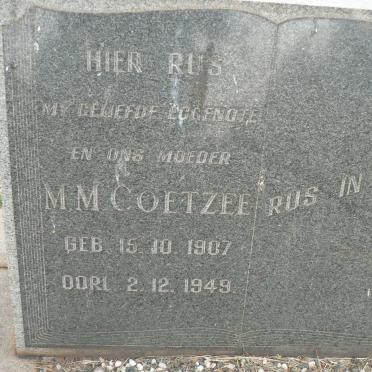 HIER RUS
MY GELIEFDE EGGENOTE
EN ONS MOEDER
M.M COETZEE
GEB. 15.10.1907
OORL. 2.12.1949
RUS IN